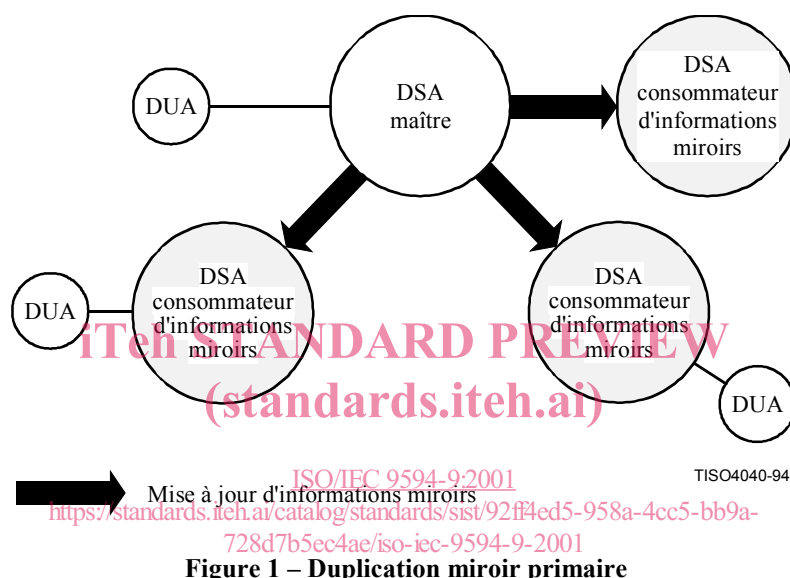 DSA
maître
DUA
DSA
consommateur
d'informations
miroirs
DSA
consommateur
d'informations
miroirs
DUA
DSA
consommateur
d'informations
miroirs
DUA
iTeh STANDARD PREVIEW
(standards.iteh.ai)
TISO4040-94
ISO/IEC 9594-9:2001
Mise à jour d'informations miroirs
https://standards.iteh.ai/catalog/standards/sist/92ff4ed5-958a-4cc5-bb9a-
728d7b5ec4ae/iso-iec-9594-9-2001
Figure 1 – Duplication miroir primaire